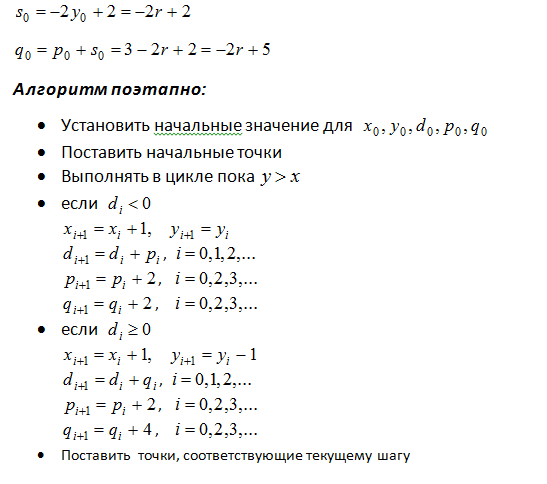 s₀ = −2y₀ + 2 = −2r + 2
q₀ = p₀ + s₀ = 3 − 2r + 2 = −2r + 5
Алгоритм поэтапно:
• Установить начальные значение для x₀, y₀, d₀, p₀, q₀
• Поставить начальные точки
• Выполнять в цикле пока y > x
• если dᵢ < 0
xᵢ₊₁ = xᵢ + 1, yᵢ₊₁ = yᵢ
dᵢ₊₁ = dᵢ + pᵢ, i = 0,1,2,...
pᵢ₊₁ = pᵢ + 2, i = 0,2,3,...
qᵢ₊₁ = qᵢ + 2, i = 0,2,3,...
• если dᵢ ≥ 0
xᵢ₊₁ = xᵢ + 1, yᵢ₊₁ = yᵢ − 1
dᵢ₊₁ = dᵢ + qᵢ, i = 0,1,2,...
pᵢ₊₁ = pᵢ + 2, i = 0,2,3,...
qᵢ₊₁ = qᵢ + 4, i = 0,2,3,...
• Поставить точки, соответствующие текущему шагу